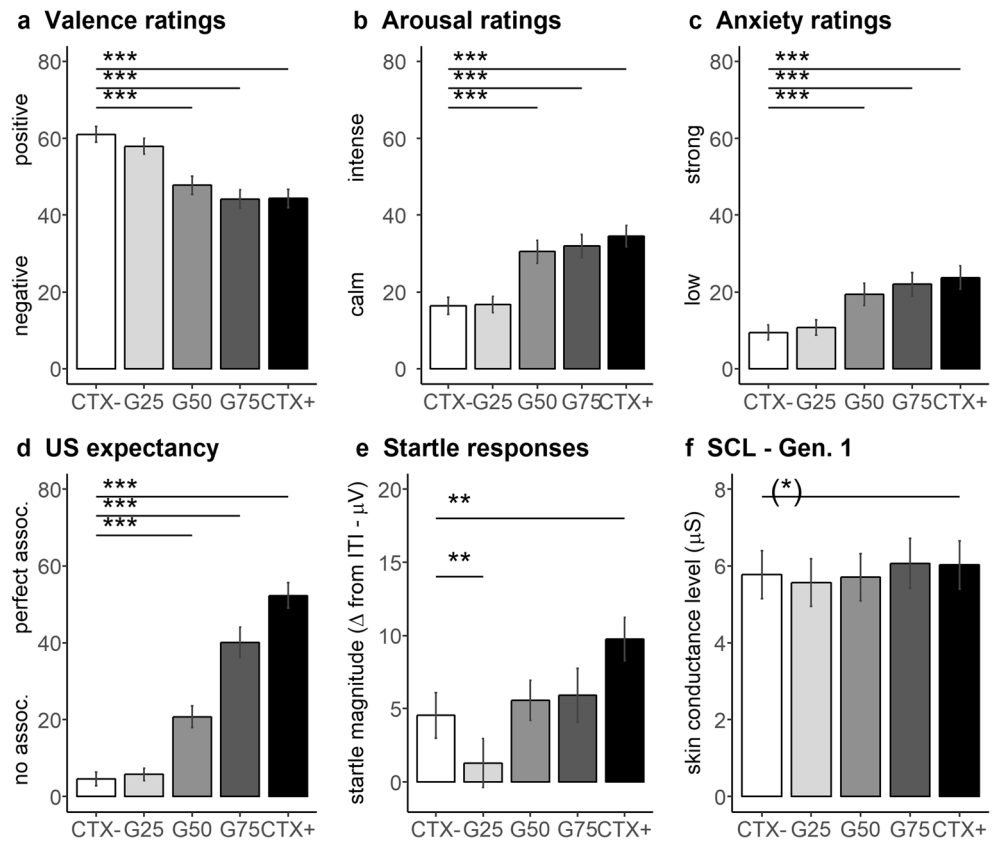 a Valence ratings
80
60
40
20
0
positive
negative
***
***
***
CTX- G25 G50 G75 CTX+
b Arousal ratings
80
60
40
20
0
intense
calm
***
***
***
CTX- G25 G50 G75 CTX+
c Anxiety ratings
80
60
40
20
0
strong
low
***
***
***
CTX- G25 G50 G75 CTX+
d US expectancy
80
60
40
20
0
perfect assoc.
no assoc.
***
***
***
CTX- G25 G50 G75 CTX+
e Startle responses
20
15
10
5
0
startle magnitude (Δ from ITI - μV)
**
**
CTX- G25 G50 G75 CTX+
f SCL - Gen. 1
8
6
4
2
0
skin conductance level (μS)
(*)
CTX- G25 G50 G75 CTX+